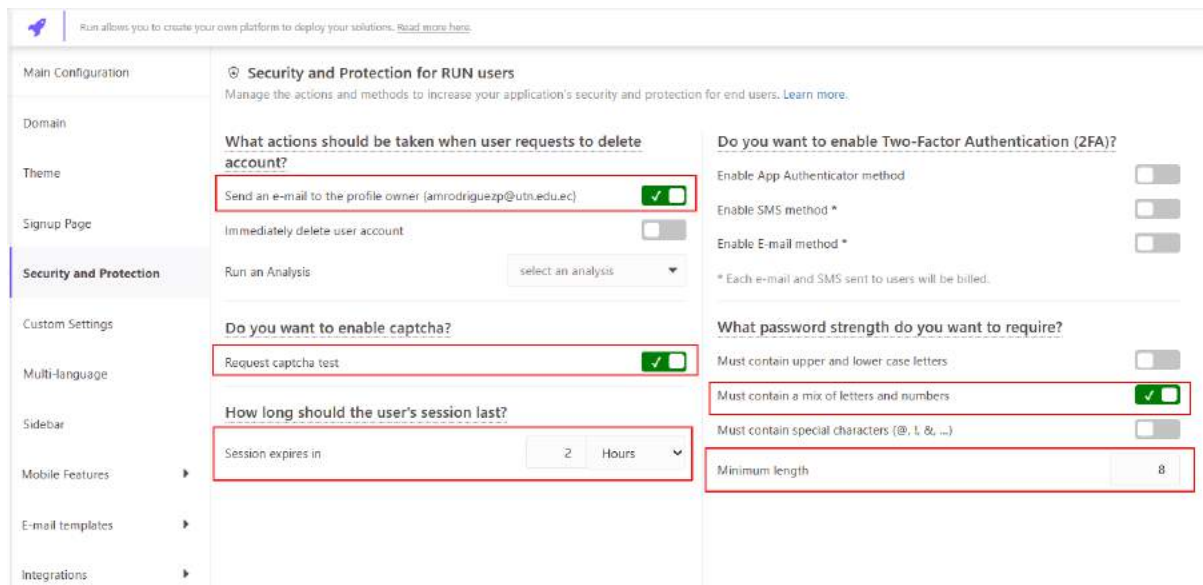 Run allows you to create your own platform to deploy your solutions. Read more here.
Main Configuration
Domain
Theme
Signup Page
Security and Protection
Custom Settings
Multi-language
Sidebar
Mobile Features
E-mail templates
Integrations
Security and Protection for RUN users
Manage the actions and methods to increase your application's security and protection for end users. Learn more.
What actions should be taken when user requests to delete
account?
Send an e-mail to the profile owner (amrodriguezp@utn.edu.ec)
Immediately delete user account
Run an Analysis select an analysis
Do you want to enable captcha?
Request captcha test
How long should the user's session last?
Session expires in 2 Hours
Do you want to enable Two-Factor Authentication (2FA)?
Enable App Authenticator method
Enable SMS method *
Enable E-mail method *
* Each e-mail and SMS sent to users will be billed.
What password strength do you want to require?
Must contain upper and lower case letters
Must contain a mix of letters and numbers
Must contain special characters (@, !, &, ...)
Minimum length 8